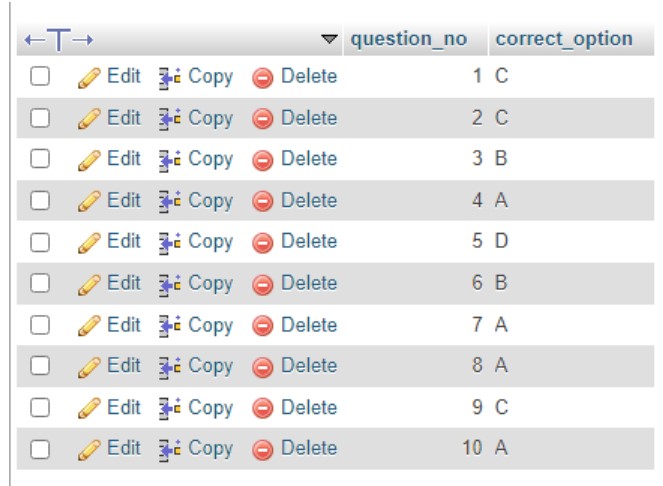 ←T→ question_no correct_option
Edit Copy Delete 1 C
Edit Copy Delete 2 C
Edit Copy Delete 3 B
Edit Copy Delete 4 A
Edit Copy Delete 5 D
Edit Copy Delete 6 B
Edit Copy Delete 7 A
Edit Copy Delete 8 A
Edit Copy Delete 9 C
Edit Copy Delete 10 A